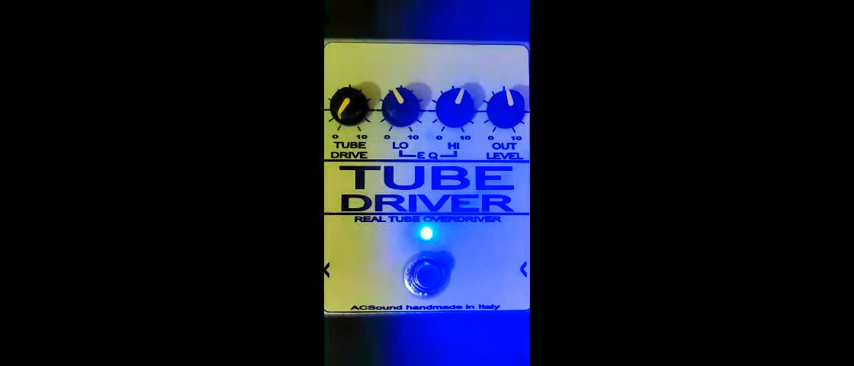 0 10 0 10 0 10 0 10
TUBE LO HI OUT
DRIVE EQ LEVEL
TUBE
DRIVER
REAL TUBE OVERDRIVER
ACSound handmade in Italy